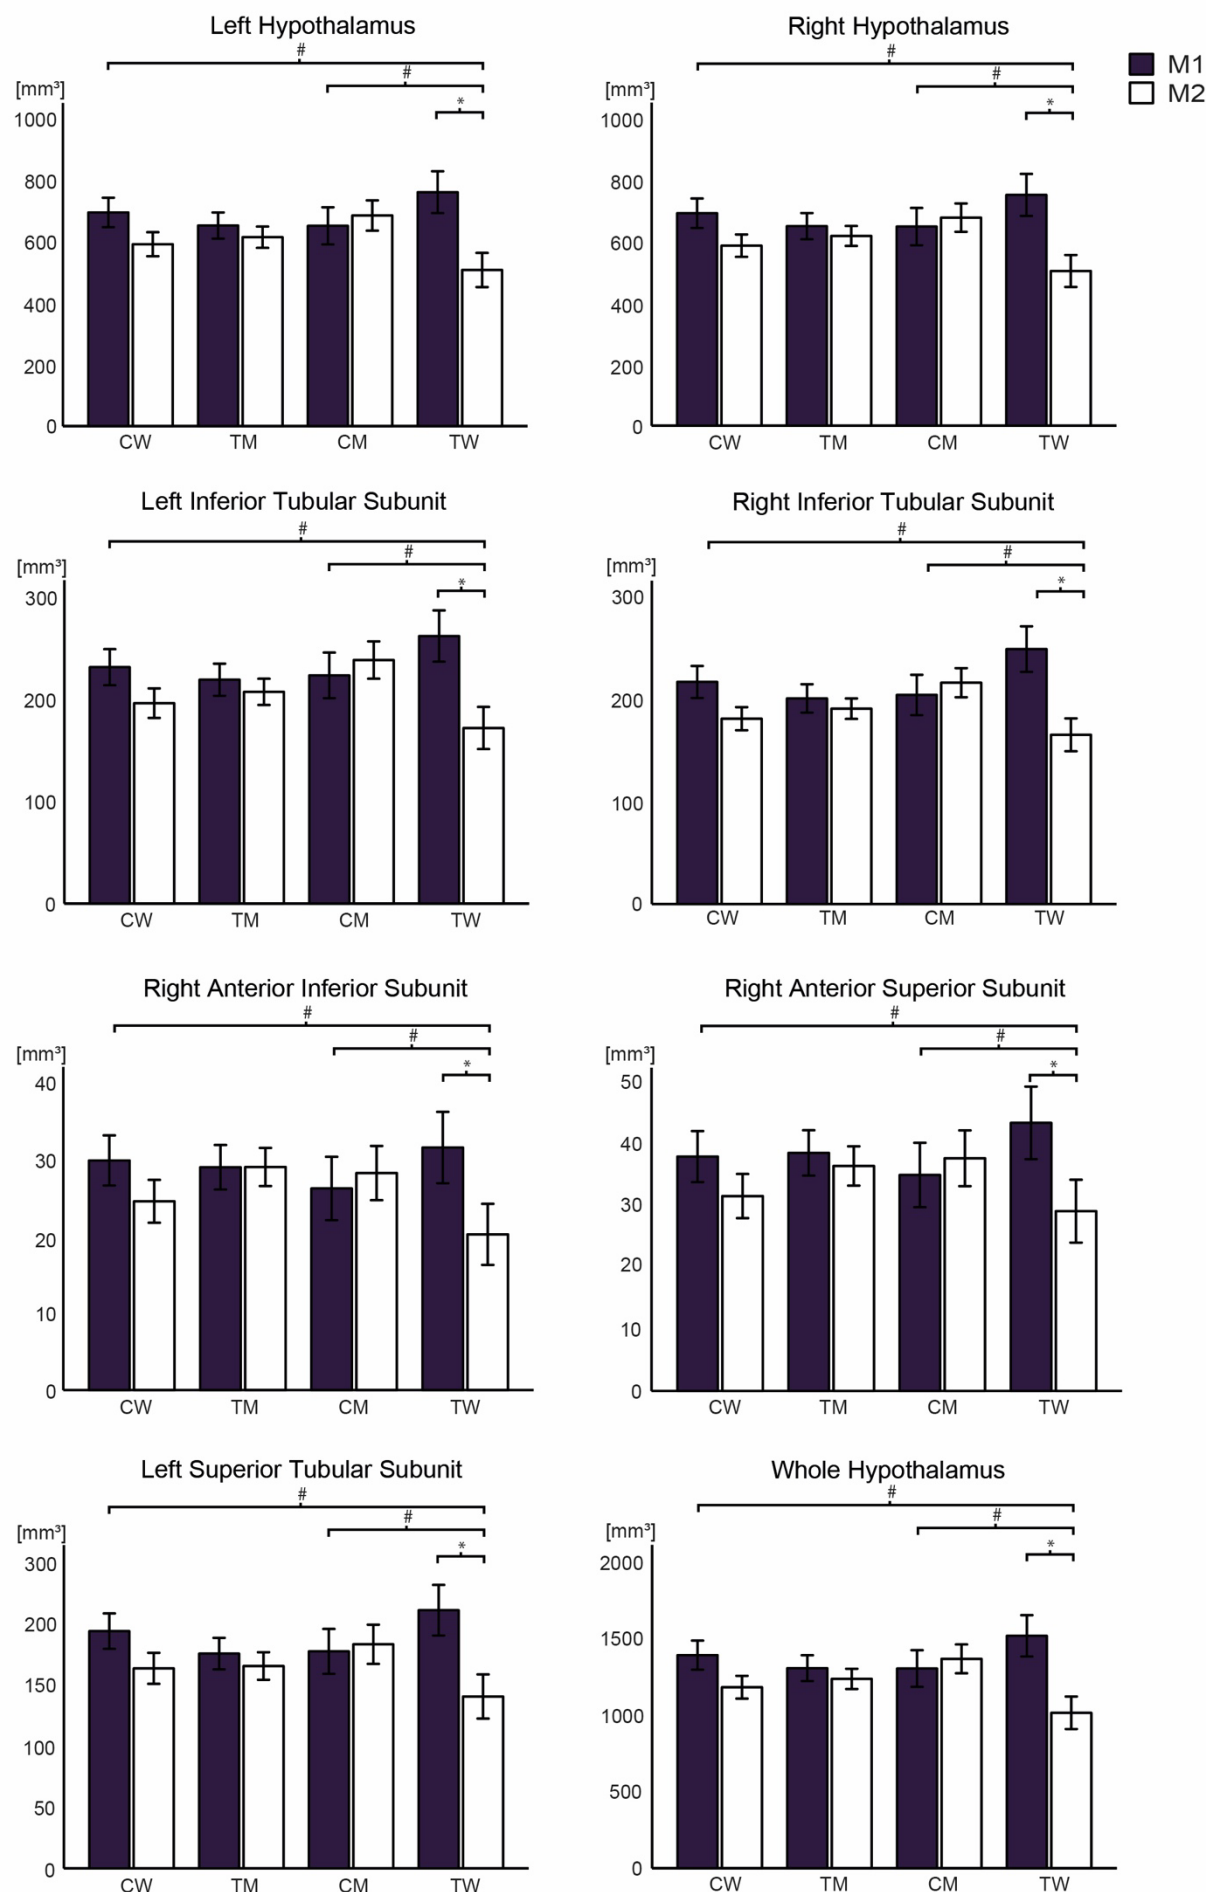 Left Hypothalamus
#
#
*
[mm³]
1000
800
600
400
200
0
CW TM CM TW
Right Hypothalamus
#
#
*
[mm³]
1000
800
600
400
200
0
CW TM CM TW
M1
M2
Left Inferior Tubular Subunit
#
#
*
[mm³]
300
200
100
0
CW TM CM TW
Right Inferior Tubular Subunit
#
#
*
[mm³]
300
200
100
0
CW TM CM TW
Right Anterior Inferior Subunit
#
#
*
[mm³]
40
30
20
10
0
CW TM CM TW
Right Anterior Superior Subunit
#
#
*
[mm³]
50
40
30
20
10
0
CW TM CM TW
Left Superior Tubular Subunit
#
#
*
[mm³]
300
200
150
100
50
0
CW TM CM TW
Whole Hypothalamus
#
#
*
[mm³]
2000
1500
1000
500
0
CW TM CM TW